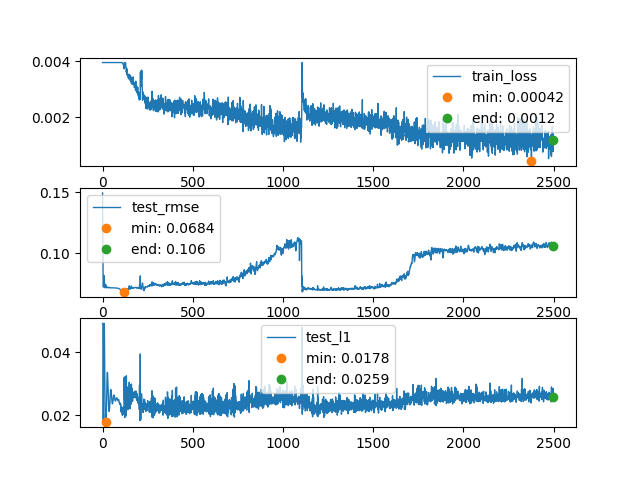 0.004
0.002
train_loss
min: 0.00042
end: 0.0012
0 500 1000 1500 2000 2500
0.15
0.10
test_rmse
min: 0.0684
end: 0.106
0 500 1000 1500 2000 2500
0.04
0.02
test_l1
min: 0.0178
end: 0.0259
0 500 1000 1500 2000 2500